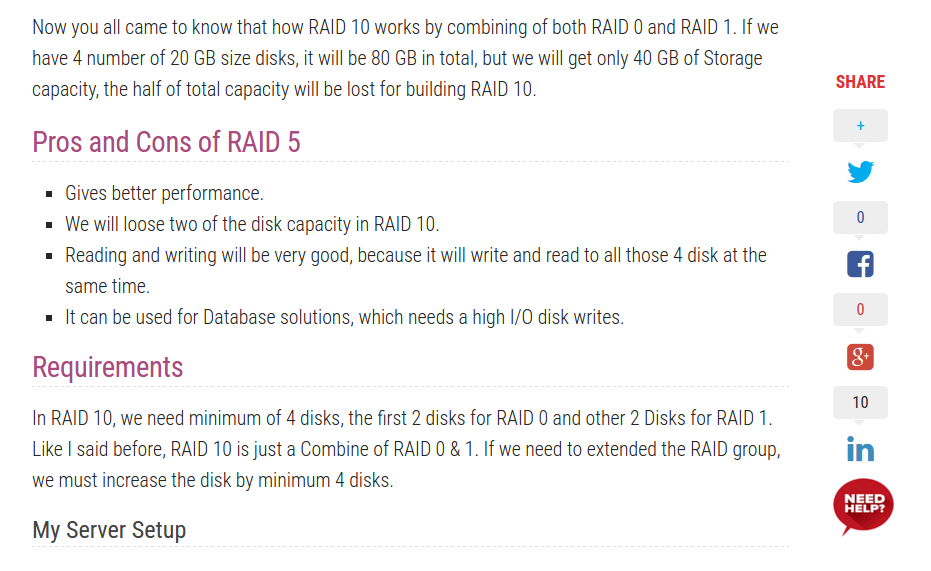 Now you all came to know that how RAID 10 works by combining of both RAID 0 and RAID 1. If we
have 4 number of 20 GB size disks, it will be 80 GB in total, but we will get only 40 GB of Storage
capacity, the half of total capacity will be lost for building RAID 10.
Pros and Cons of RAID 5
Gives better performance.
We will loose two of the disk capacity in RAID 10.
Reading and writing will be very good, because it will write and read to all those 4 disk at the
same time.
It can be used for Database solutions, which needs a high I/O disk writes.
Requirements
In RAID 10, we need minimum of 4 disks, the first 2 disks for RAID 0 and other 2 Disks for RAID 1.
Like I said before, RAID 10 is just a Combine of RAID 0 & 1. If we need to extended the RAID group,
we must increase the disk by minimum 4 disks.
My Server Setup
SHARE
+
0
f
0
g+
10
in
NEED
HELP?